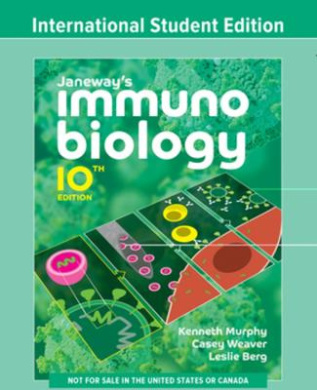 International Student Edition
Janeway's
immuno
biology
10TH
EDITION
Kenneth Murphy
Casey Weaver
Leslie Berg
NOT FOR SALE IN THE UNITED STATES OR CANADA